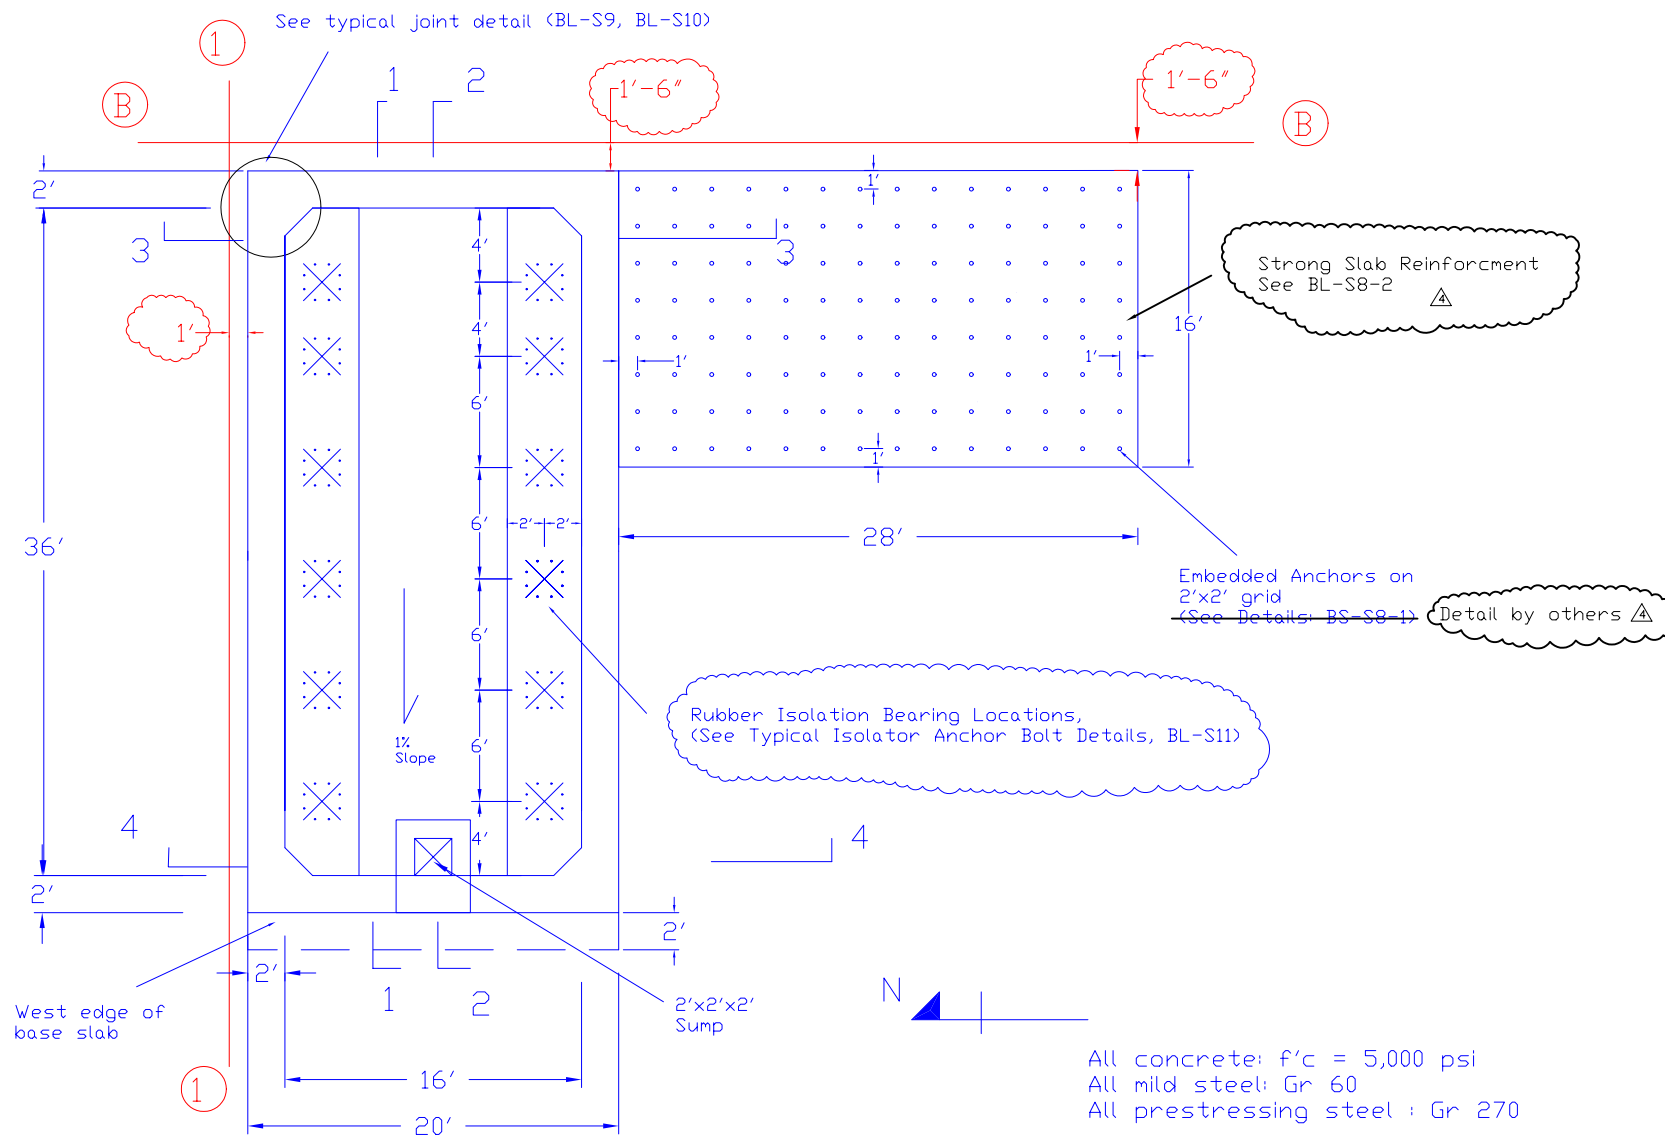 See typical joint detail (BL-S9, BL-S10)
1
1
2
1'-6"
1'-6"
B
B
2'
1'
4'
3
3
Strong Slab Reinforcment
See BL-S8-2
4
1'
4'
16'
1'
1'
6'
1'
6'
2'
2'
36'
28'
Embedded Anchors on
2'x2' grid
(See Details: BS-S8-1)
Detail by others 4
6'
Rubber Isolation Bearing Locations,
(See Typical Isolator Anchor Bolt Details, BL-S11)
1%
Slope
6'
4
4'
4
2'
2'
2'
West edge of
base slab
1
2
2'x2'x2'
Sump
N
1
16'
20'
All concrete: f'c = 5,000 psi
All mild steel: Gr 60
All prestressing steel : Gr 270